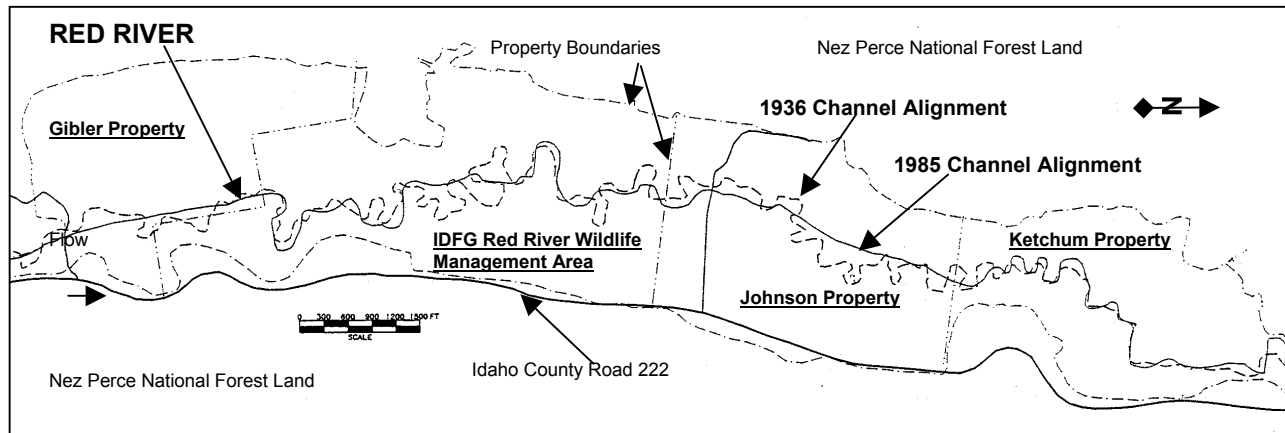 RED RIVER
Property Boundaries
Nez Perce National Forest Land
1936 Channel Alignment
N
Gibler Property
1985 Channel Alignment
Flow
IDFG Red River Wildlife
Management Area
Ketchum Property
Johnson Property
0 300 600 900 1200 1500 FT
SCALE
Nez Perce National Forest Land
Idaho County Road 222